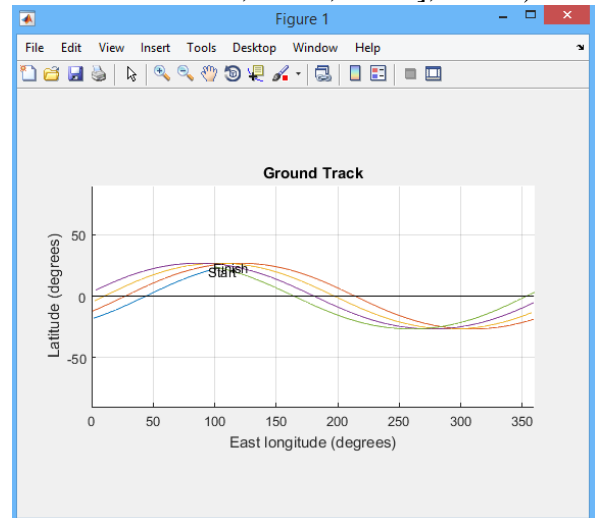 Figure 1
File Edit View Insert Tools Desktop Window Help
Ground Track
Latitude (degrees)
50
0
-50
Finish
Start
0 50 100 150 200 250 300 350
East longitude (degrees)